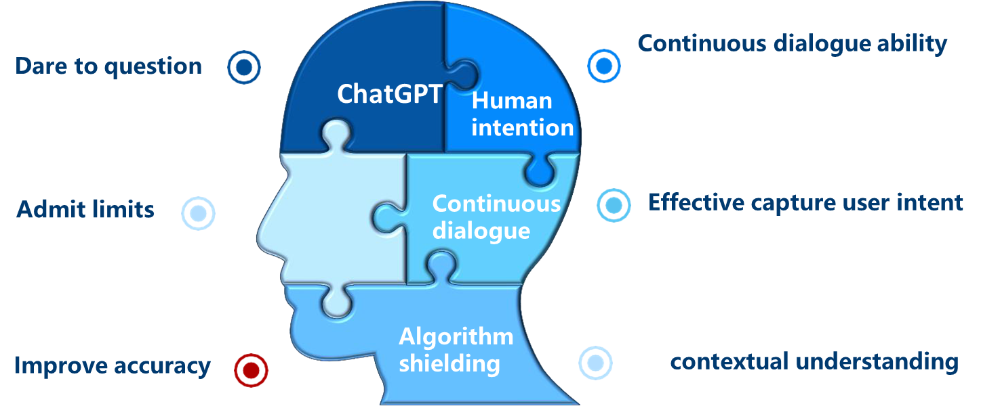 Dare to question
Continuous dialogue ability
ChatGPT
Human
intention
Admit limits
Continuous
dialogue
Effective capture user intent
Improve accuracy
Algorithm
shielding
contextual understanding